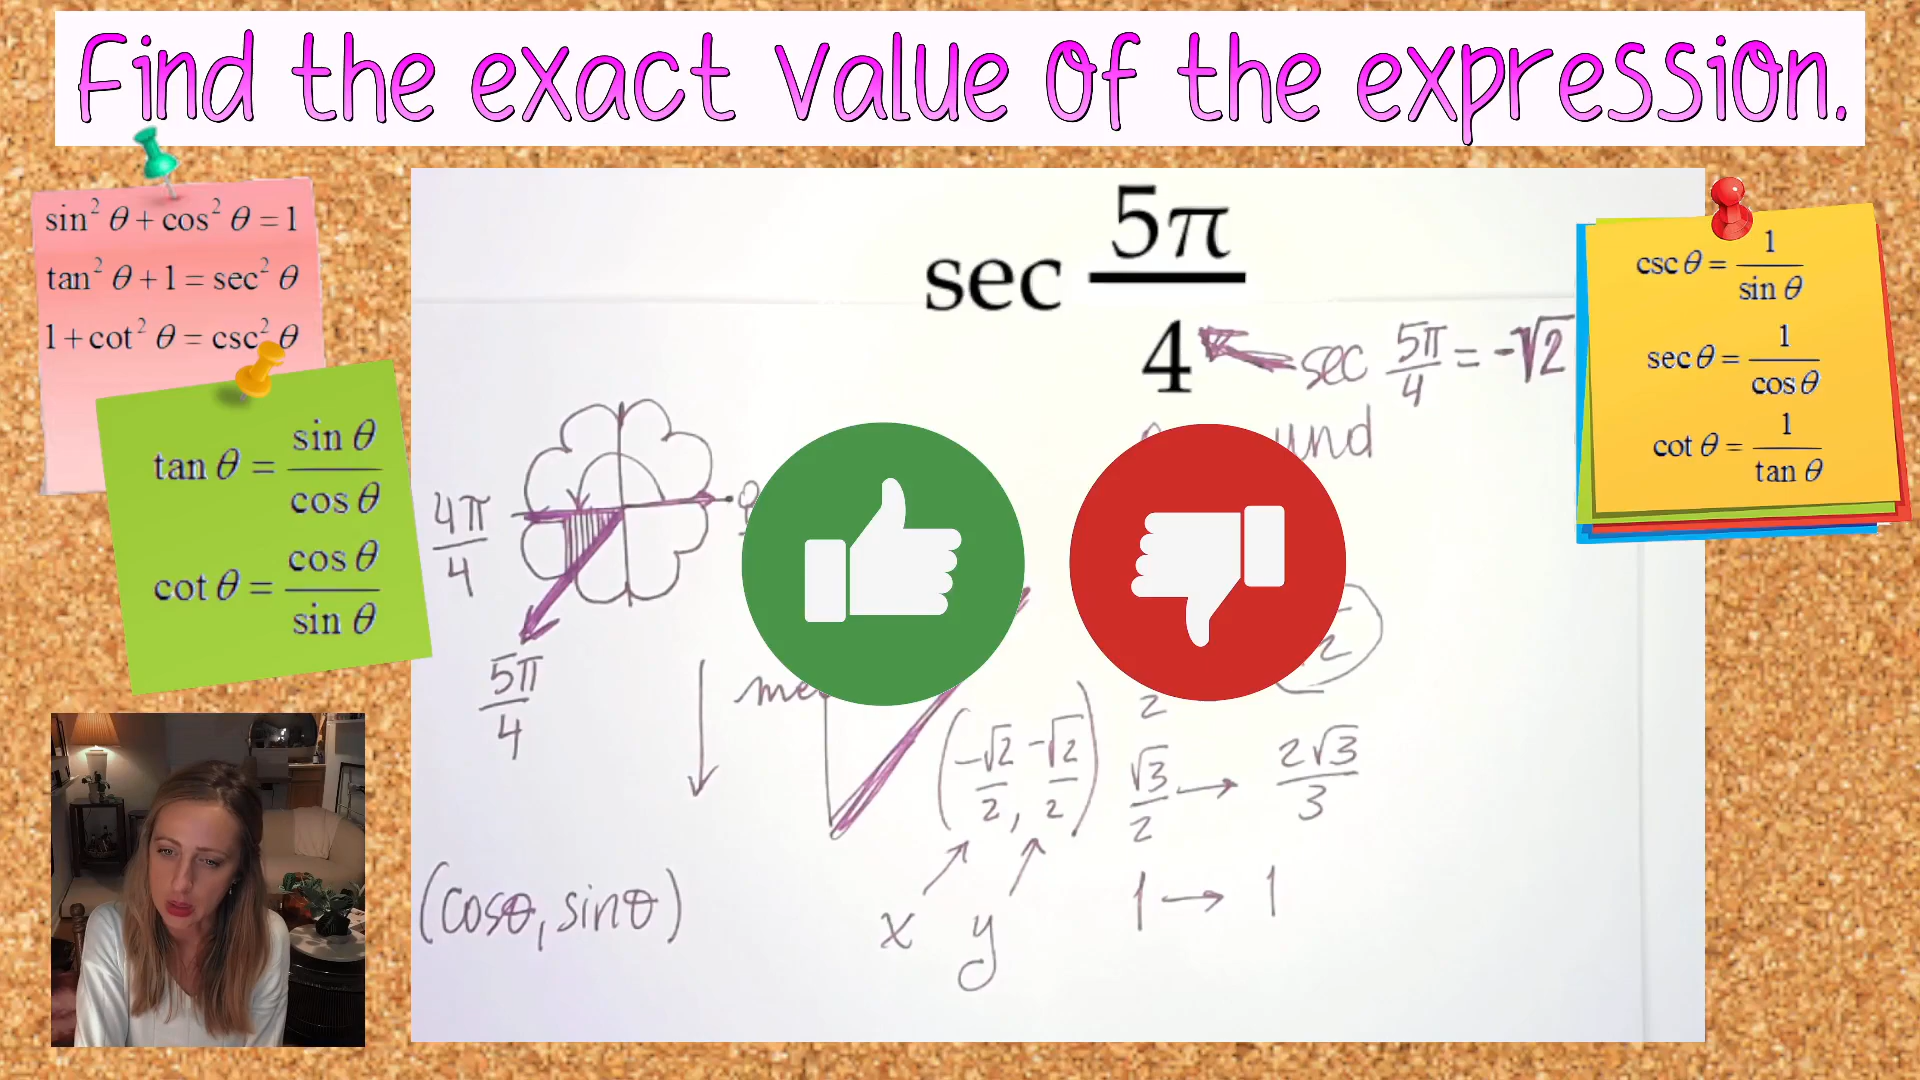 Find the exact value of the expression.
sin² θ + cos² θ = 1
tan² θ + 1 = sec² θ
1 + cot² θ = csc² θ
tan θ = sin θ / cos θ
cot θ = cos θ / sin θ
sec 5π/4
sec 5π/4 = -√2
csc θ = 1 / sin θ
sec θ = 1 / cos θ
cot θ = 1 / tan θ
4π/4
5π/4
(-√2/2, -√2/2)
√3/2 → 2√3/3
1 → 1
x y
(cosθ, sinθ)